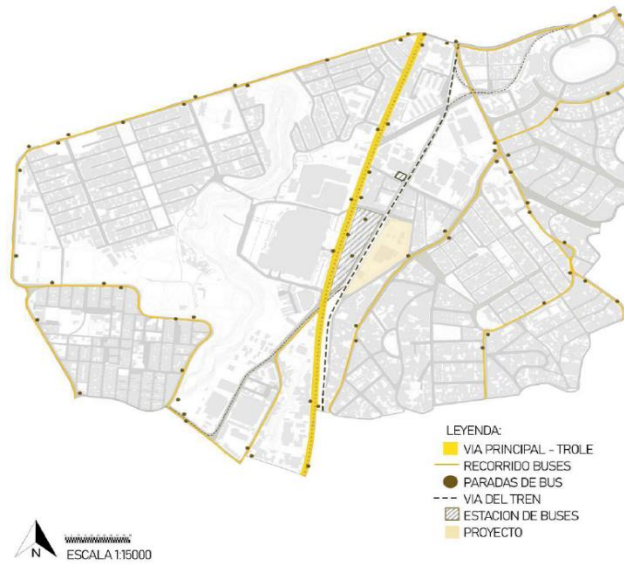 LEYENDA:
VIA PRINCIPAL - TROLE
RECORRIDO BUSES
PARADAS DE BUS
VIA DEL TREN
ESTACION DE BUSES
PROYECTO
N
ESCALA 1:15000